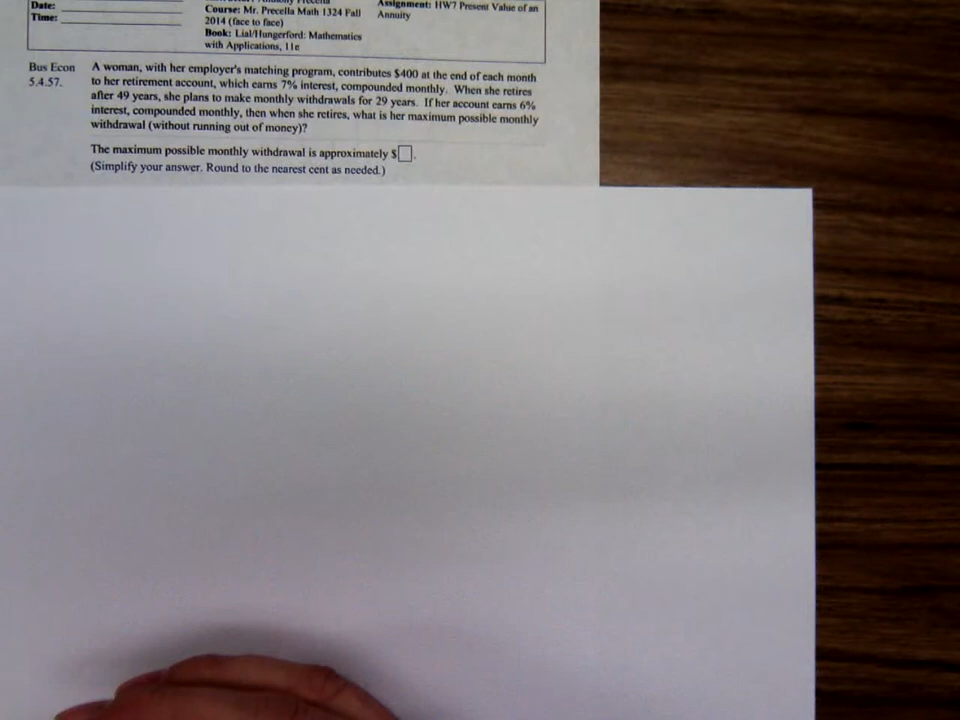 Date:
Time:
Course: Mr. Precella Math 1324 Fall
2014 (face to face)
Book: Lial/Hungerford: Mathematics
with Applications, 11e
Assignment: HW7 Present Value of an
Annuity
Bus Econ
5.4.57.
A woman, with her employer's matching program, contributes $400 at the end of each month
to her retirement account, which earns 7% interest, compounded monthly. When she retires
after 49 years, she plans to make monthly withdrawals for 29 years. If her account earns 6%
interest, compounded monthly, then when she retires, what is her maximum possible monthly
withdrawal (without running out of money)?
The maximum possible monthly withdrawal is approximately $ .
(Simplify your answer. Round to the nearest cent as needed.)